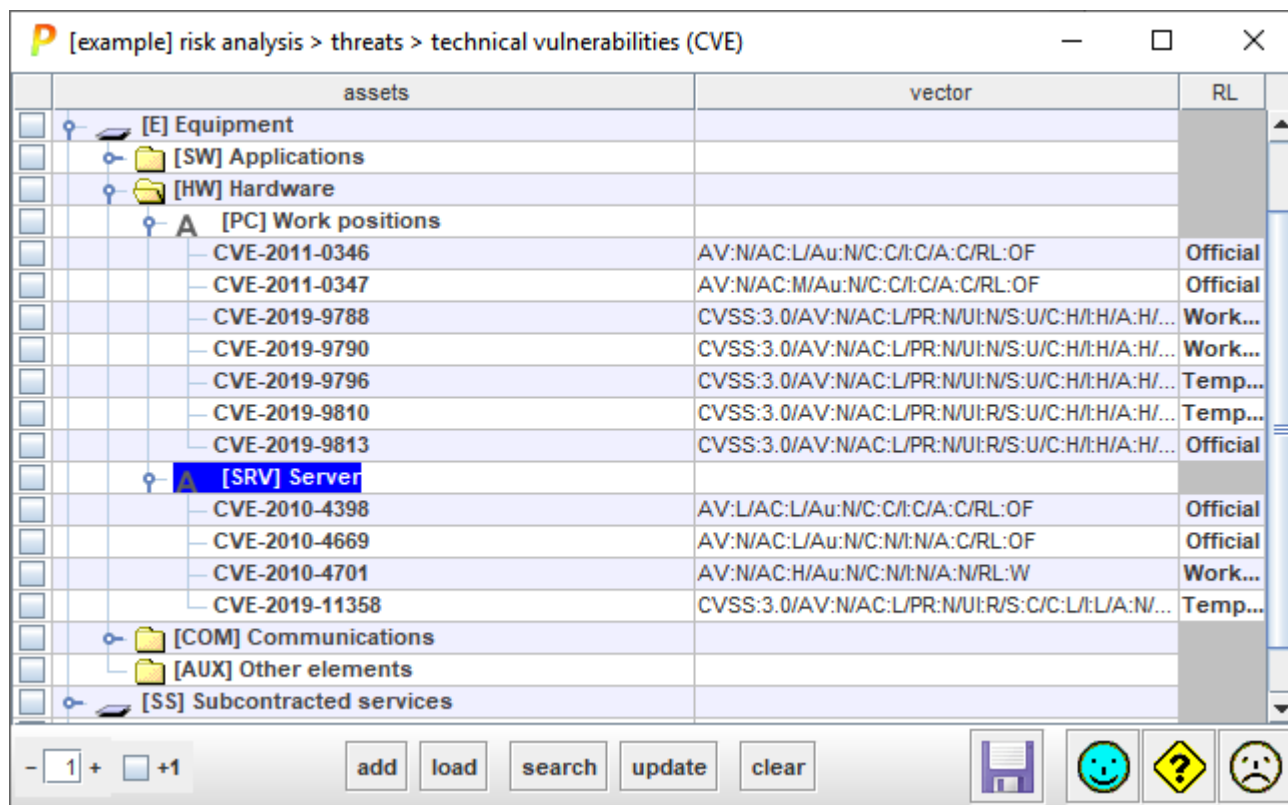 [example] risk analysis > threats > technical vulnerabilities (CVE)
assets vector RL
[E] Equipment
[SW] Applications
[HW] Hardware
A [PC] Work positions
CVE-2011-0346 AV:N/AC:L/Au:N/C:C/I:C/A:C/RL:OF Official
CVE-2011-0347 AV:N/AC:M/Au:N/C:C/I:C/A:C/RL:OF Official
CVE-2019-9788 CVSS:3.0/AV:N/AC:L/PR:N/UI:N/S:U/C:H/I:H/A:H/... Work...
CVE-2019-9790 CVSS:3.0/AV:N/AC:L/PR:N/UI:N/S:U/C:H/I:H/A:H/... Work...
CVE-2019-9796 CVSS:3.0/AV:N/AC:L/PR:N/UI:N/S:U/C:H/I:H/A:H/... Temp...
CVE-2019-9810 CVSS:3.0/AV:N/AC:L/PR:N/UI:R/S:U/C:H/I:H/A:H/... Temp...
CVE-2019-9813 CVSS:3.0/AV:N/AC:L/PR:N/UI:R/S:U/C:H/I:H/A:H/... Official
A [SRV] Server
CVE-2010-4398 AV:L/AC:L/Au:N/C:C/I:C/A:C/RL:OF Official
CVE-2010-4669 AV:N/AC:L/Au:N/C:N/I:N/A:C/RL:OF Official
CVE-2010-4701 AV:N/AC:H/Au:N/C:N/I:N/A:N/RL:W Work...
CVE-2019-11358 CVSS:3.0/AV:N/AC:L/PR:N/UI:R/S:C/C:L/I:L/A:N/... Temp...
[COM] Communications
[AUX] Other elements
[SS] Subcontracted services
- 1 + +1 add load search update clear ?